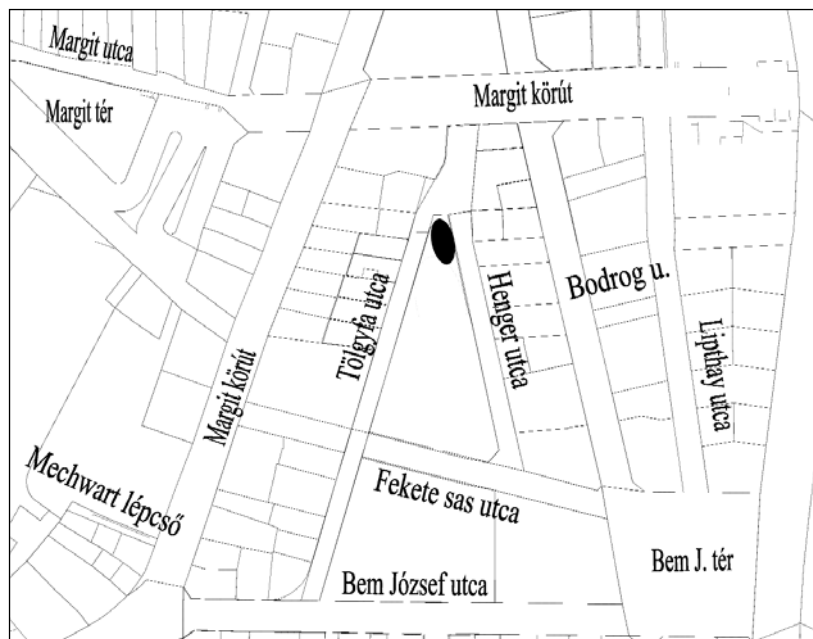 Margit utca
Margit tér
Margit körút
Tölgyfa utca
Henger utca
Bodrog u.
Lipthay utca
Margit körút
Mechwart lépcső
Fekete sas utca
Bem József utca
Bem J. tér